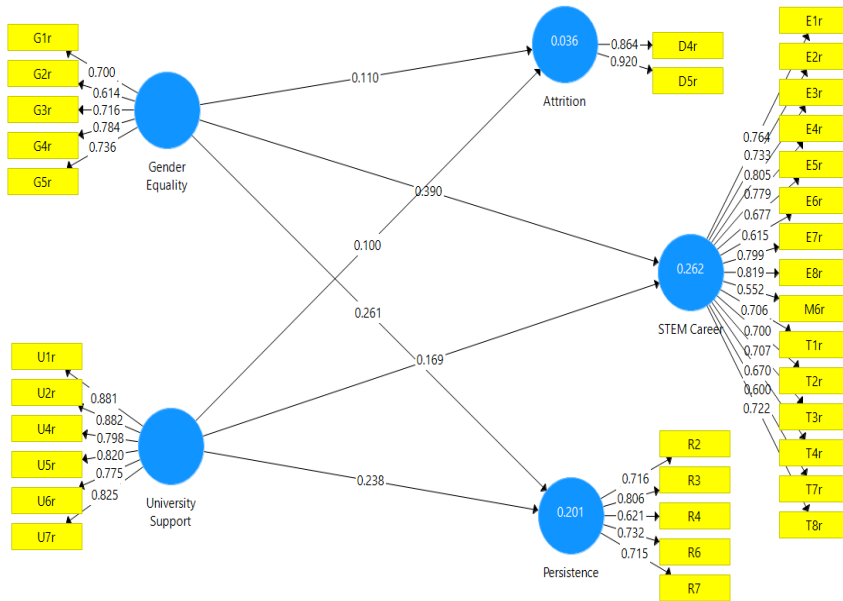 G1r
G2r
G3r
G4r
G5r
0.700
0.614
0.716
0.784
0.736
Gender
Equality
U1r
U2r
U4r
U5r
U6r
U7r
0.881
0.882
0.798
0.820
0.775
0.825
University
Support
0.110
0.390
0.100
0.261
0.169
0.238
0.036
Attrition
0.864
0.920
D4r
D5r
0.262
STEM Career
0.764
0.733
0.805
0.779
0.677
0.615
0.799
0.819
0.552
0.706
0.700
0.707
0.670
0.600
0.722
E1r
E2r
E3r
E4r
E5r
E6r
E7r
E8r
M6r
T1r
T2r
T3r
T4r
T7r
T8r
0.201
Persistence
0.716
0.806
0.621
0.732
0.715
R2
R3
R4
R6
R7